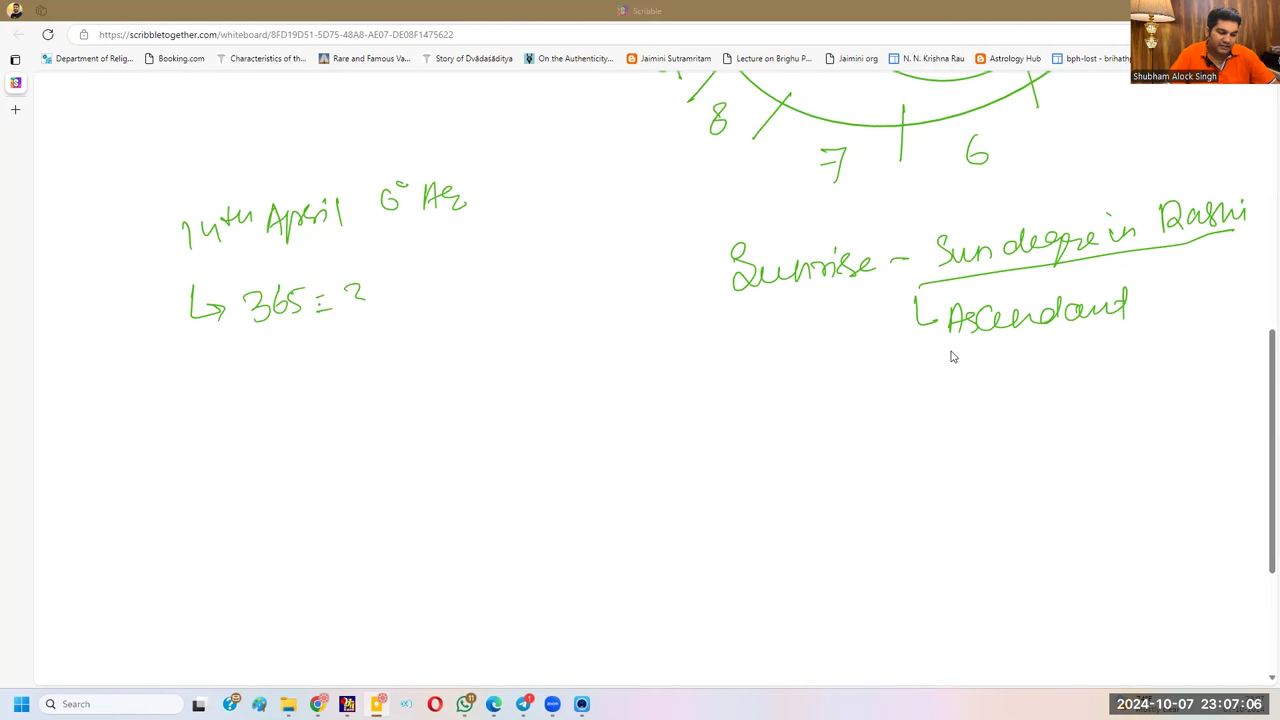 Scribble
https://scribbletogether.com/whiteboard/8FD19D51-5D75-48A8-AE07-DE08F1475622
Department of Relig...
Booking.com
Characteristics of th...
Rare and Famous Va...
Story of Dvādaśāditya
On the Authenticity...
Jaimini Sutramritam
Lecture on Brighu P...
Jaimini org
N. N. Krishna Rau
Astrology Hub
bph-lost - brihathp
Shubham Alock Singh
8
7
6
14th April 0°
Sunrise - Sun degree in Rashi
↳ 365 = ?
↳ Ascendant
Search
2024-10-07 23:07:06